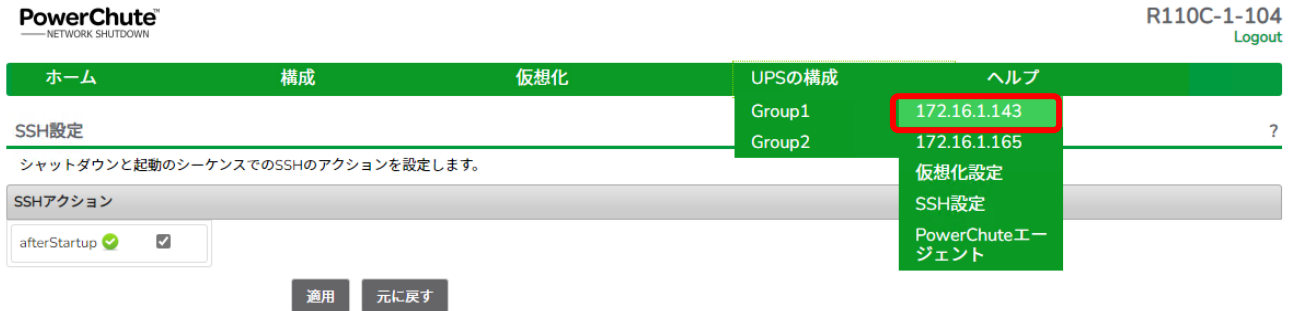 PowerChute™
NETWORK SHUTDOWN
R110C-1-104
Logout
ホーム 構成 仮想化 UPSの構成 ヘルプ
Group1 172.16.1.143
SSH設定 ?
Group2 172.16.1.165
シャットダウンと起動のシーケンスでのSSHのアクションを設定します。
仮想化設定
SSHアクション
SSH設定
afterStartup
PowerChuteエー
ジェント
適用 元に戻す